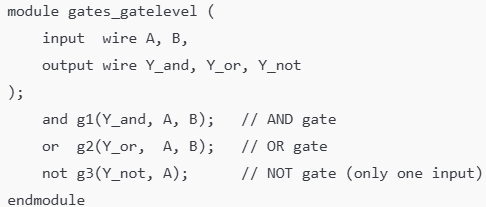 module gates_gatelevel (
    input  wire A, B,
    output wire Y_and, Y_or, Y_not
);
    and g1(Y_and, A, B);   // AND gate
    or  g2(Y_or,  A, B);   // OR gate
    not g3(Y_not, A);      // NOT gate (only one input)
endmodule